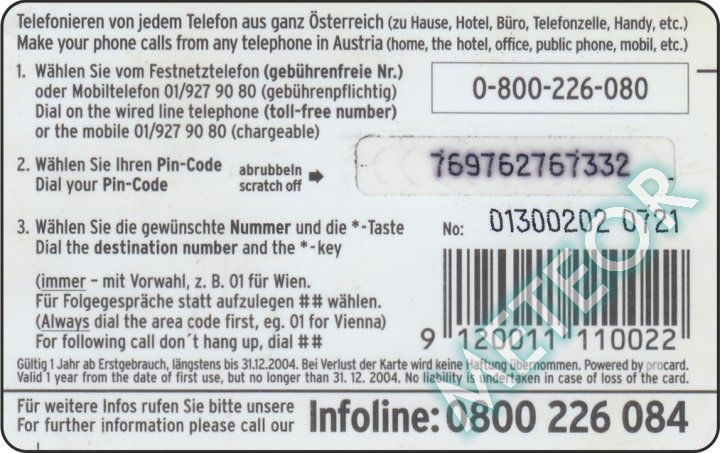 Telefonieren von jedem Telefon aus ganz Österreich (zu Hause, Hotel, Büro, Telefonzelle, Handy, etc.)
Make your phone calls from any telephone in Austria (home, the hotel, office, public phone, mobil, etc.)
1. Wählen Sie vom Festnetztelefon (gebührenfreie Nr.)
oder Mobiltelefon 01/927 90 80 (gebührenpflichtig)
Dial on the wired line telephone (toll-free number)
or the mobile 01/927 90 80 (chargeable)
0-800-226-080
2. Wählen Sie Ihren Pin-Code
Dial your Pin-Code
abrubbeln
scratch off
769762767332
3. Wählen Sie die gewünschte Nummer und die *-Taste
Dial the destination number and the *-key
No: 01300202 0721
(immer - mit Vorwahl, z. B. 01 für Wien.
Für Folgegespräche statt aufzulegen ## wählen.
(Always dial the area code first, eg. 01 for Vienna)
For following call don´t hang up, dial ##
9 120011 110022
Gültig 1 Jahr ab Erstgebrauch, längstens bis 31.12.2004. Bei Verlust der Karte wird keine Haftung übernommen. Powered by procard.
Valid 1 year from the date of first use, but no longer than 31. 12. 2004. No liability is undertaken in case of loss of the card.
Für weitere Infos rufen Sie bitte unsere
For further information please call our
Infoline: 0800 226 084
METEOR